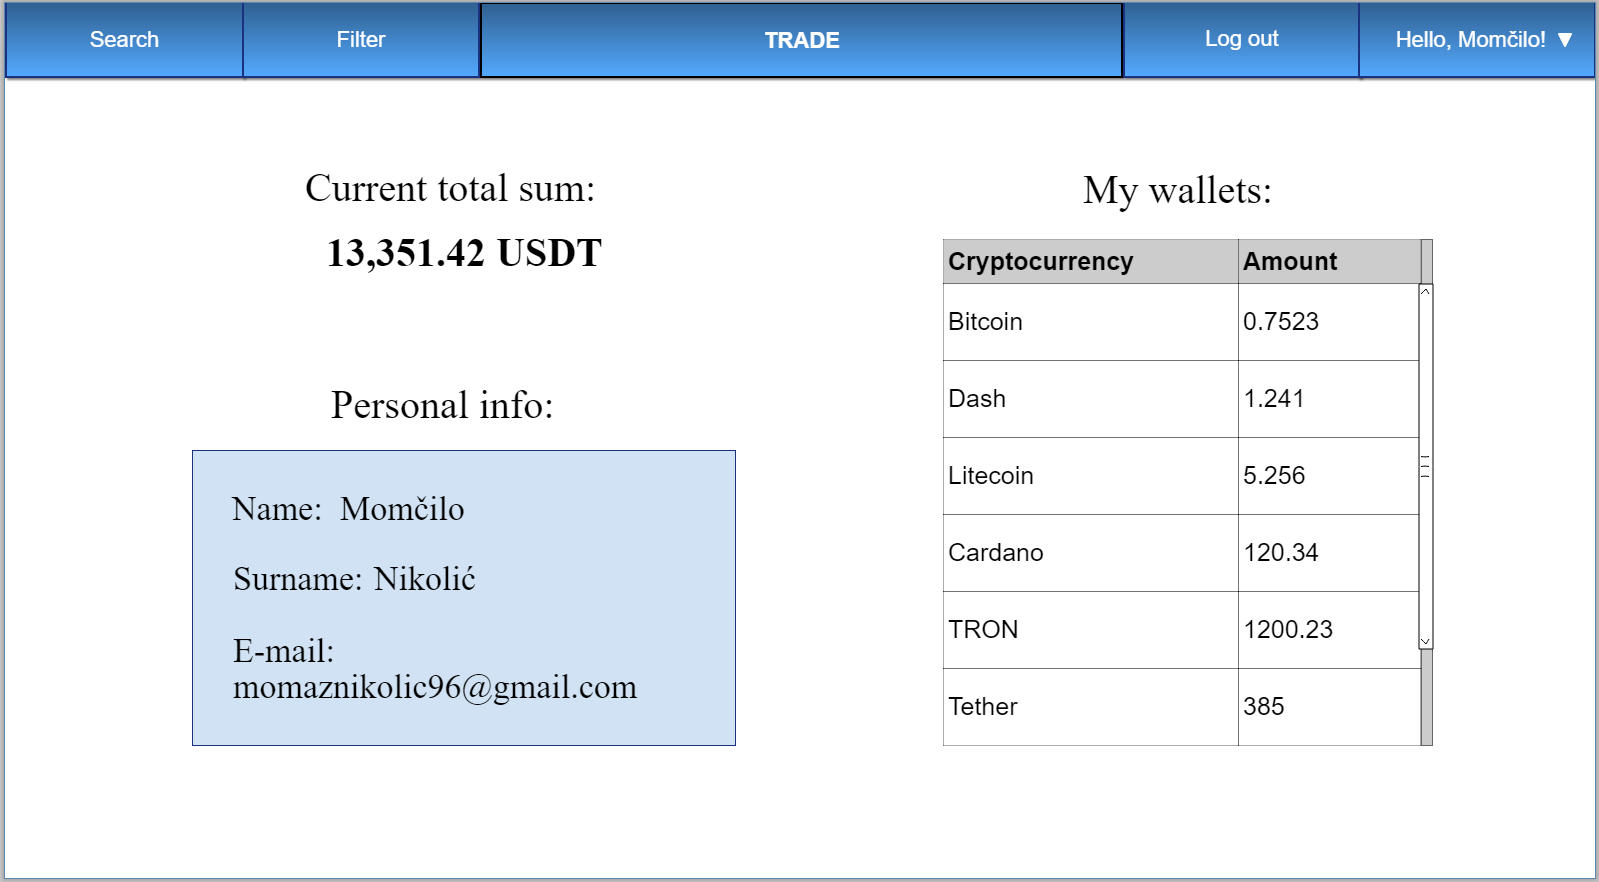 Search Filter TRADE Log out Hello, Momčilo! ▼
Current total sum:
13,351.42 USDT
Personal info:
Name: Momčilo
Surname: Nikolić
E-mail:
momaznikolic96@gmail.com
My wallets:
Cryptocurrency Amount
Bitcoin 0.7523
Dash 1.241
Litecoin 5.256
Cardano 120.34
TRON 1200.23
Tether 385